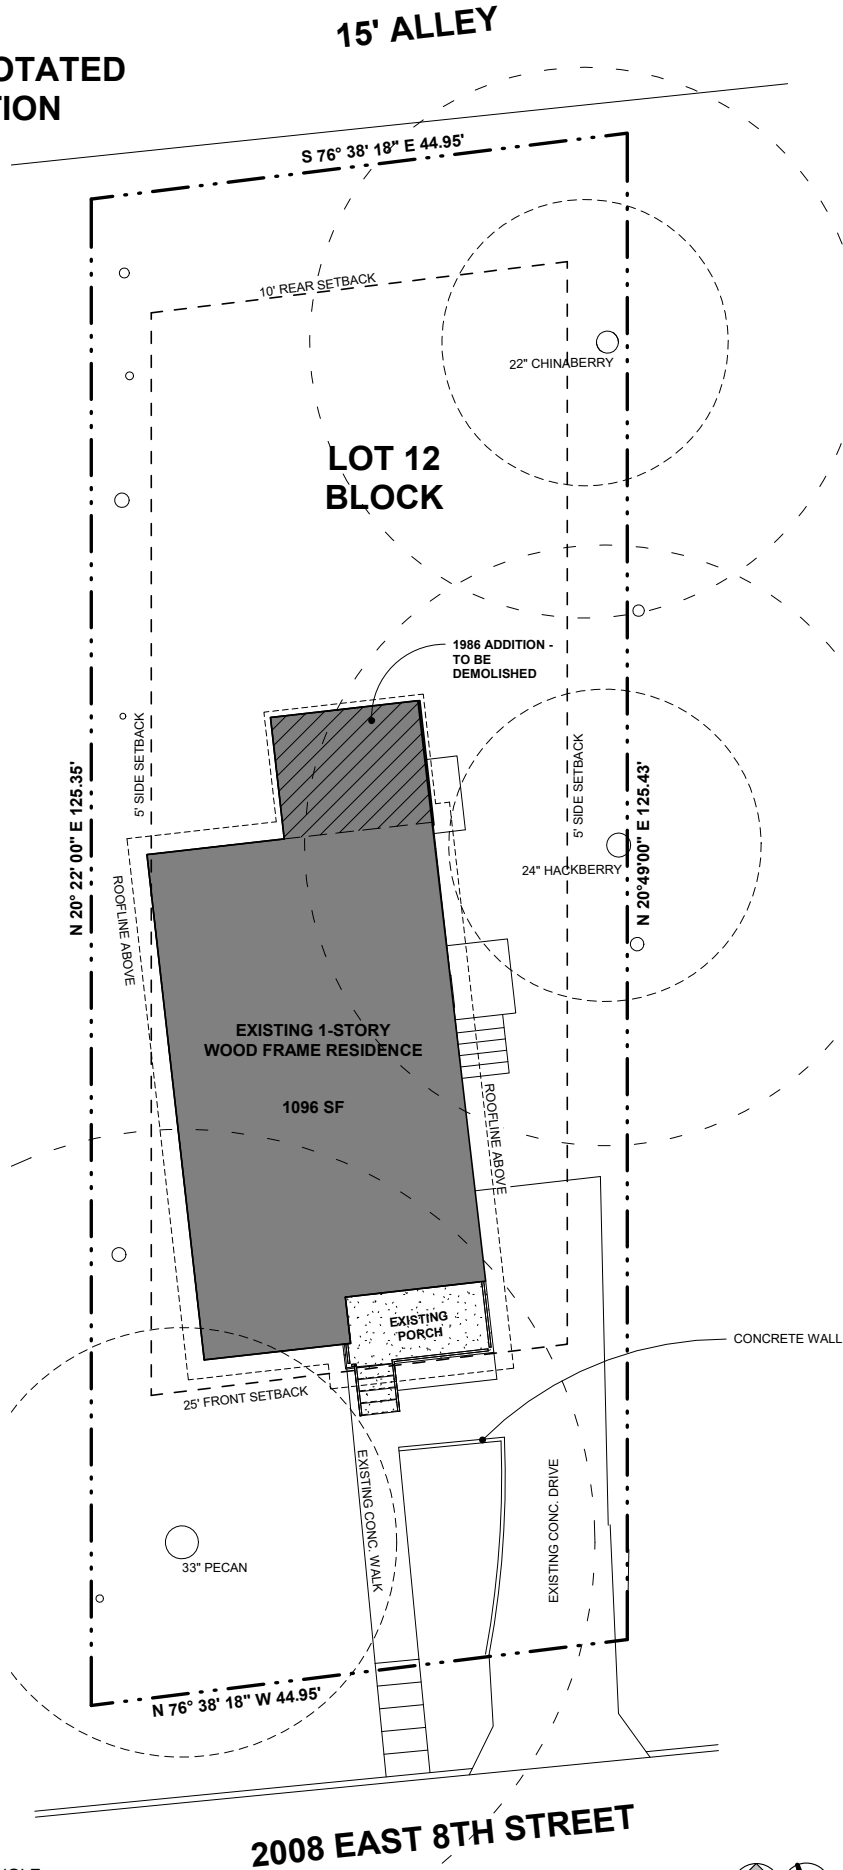 15' ALLEY
OTATED
TION
S 76° 38' 18" E 44.95'
10' REAR SETBACK
22" CHINABERRY
LOT 12
BLOCK
1986 ADDITION -
TO BE
DEMOLISHED
5' SIDE SETBACK
5' SIDE SETBACK
N 20° 22' 00" E 125.35'
N 20°49'00" E 125.43'
24" HACKBERRY
ROOFLINE ABOVE
EXISTING 1-STORY
WOOD FRAME RESIDENCE
1096 SF
ROOFLINE ABOVE
EXISTING
PORCH
CONCRETE WALL
25' FRONT SETBACK
EXISTING CONC. WALK
EXISTING CONC. DRIVE
33" PECAN
N 76° 38' 18" W 44.95'
2008 EAST 8TH STREET